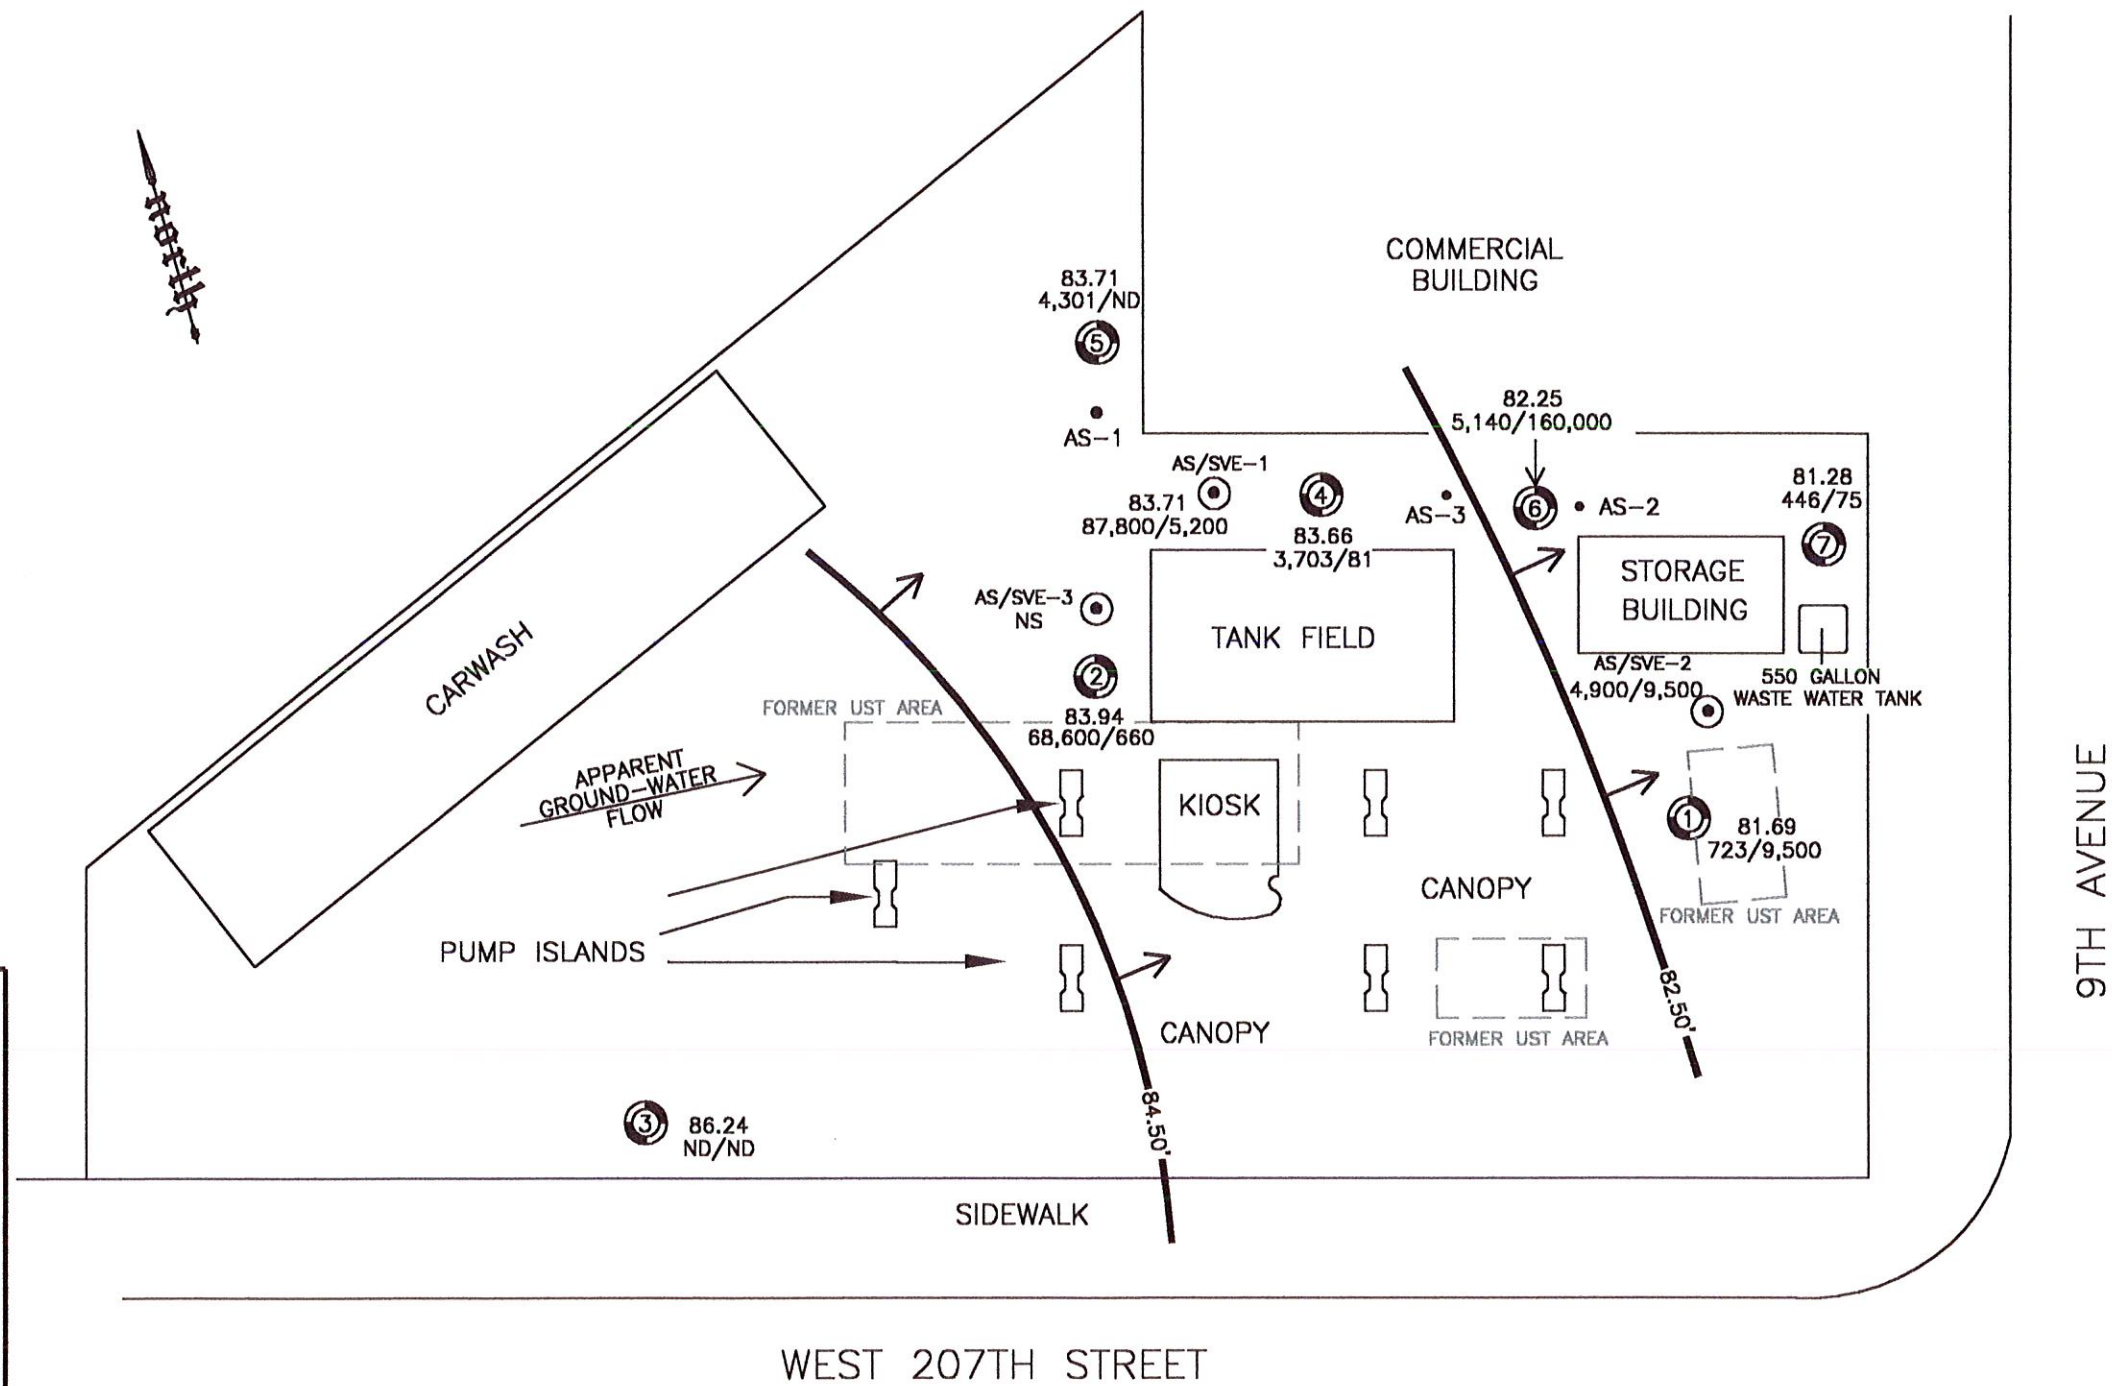 north
COMMERCIAL
BUILDING
83.71
4,301/ND
5
AS-1
82.25
5,140/160,000
AS/SVE-1
83.71
87,800/5,200
4
83.66
3,703/81
AS-3
6
AS-2
81.28
446/75
7
STORAGE
BUILDING
TANK FIELD
AS/SVE-3
NS
2
83.94
68,600/660
CARWASH
FORMER UST AREA
AS/SVE-2
4,900/9,500
550 GALLON
WASTE WATER TANK
APPARENT
GROUND-WATER
FLOW
KIOSK
1
81.69
723/9,500
FORMER UST AREA
CANOPY
PUMP ISLANDS
FORMER UST AREA
CANOPY
82.50'
84.50'
3
86.24
ND/ND
SIDEWALK
WEST 207TH STREET
9TH AVENUE